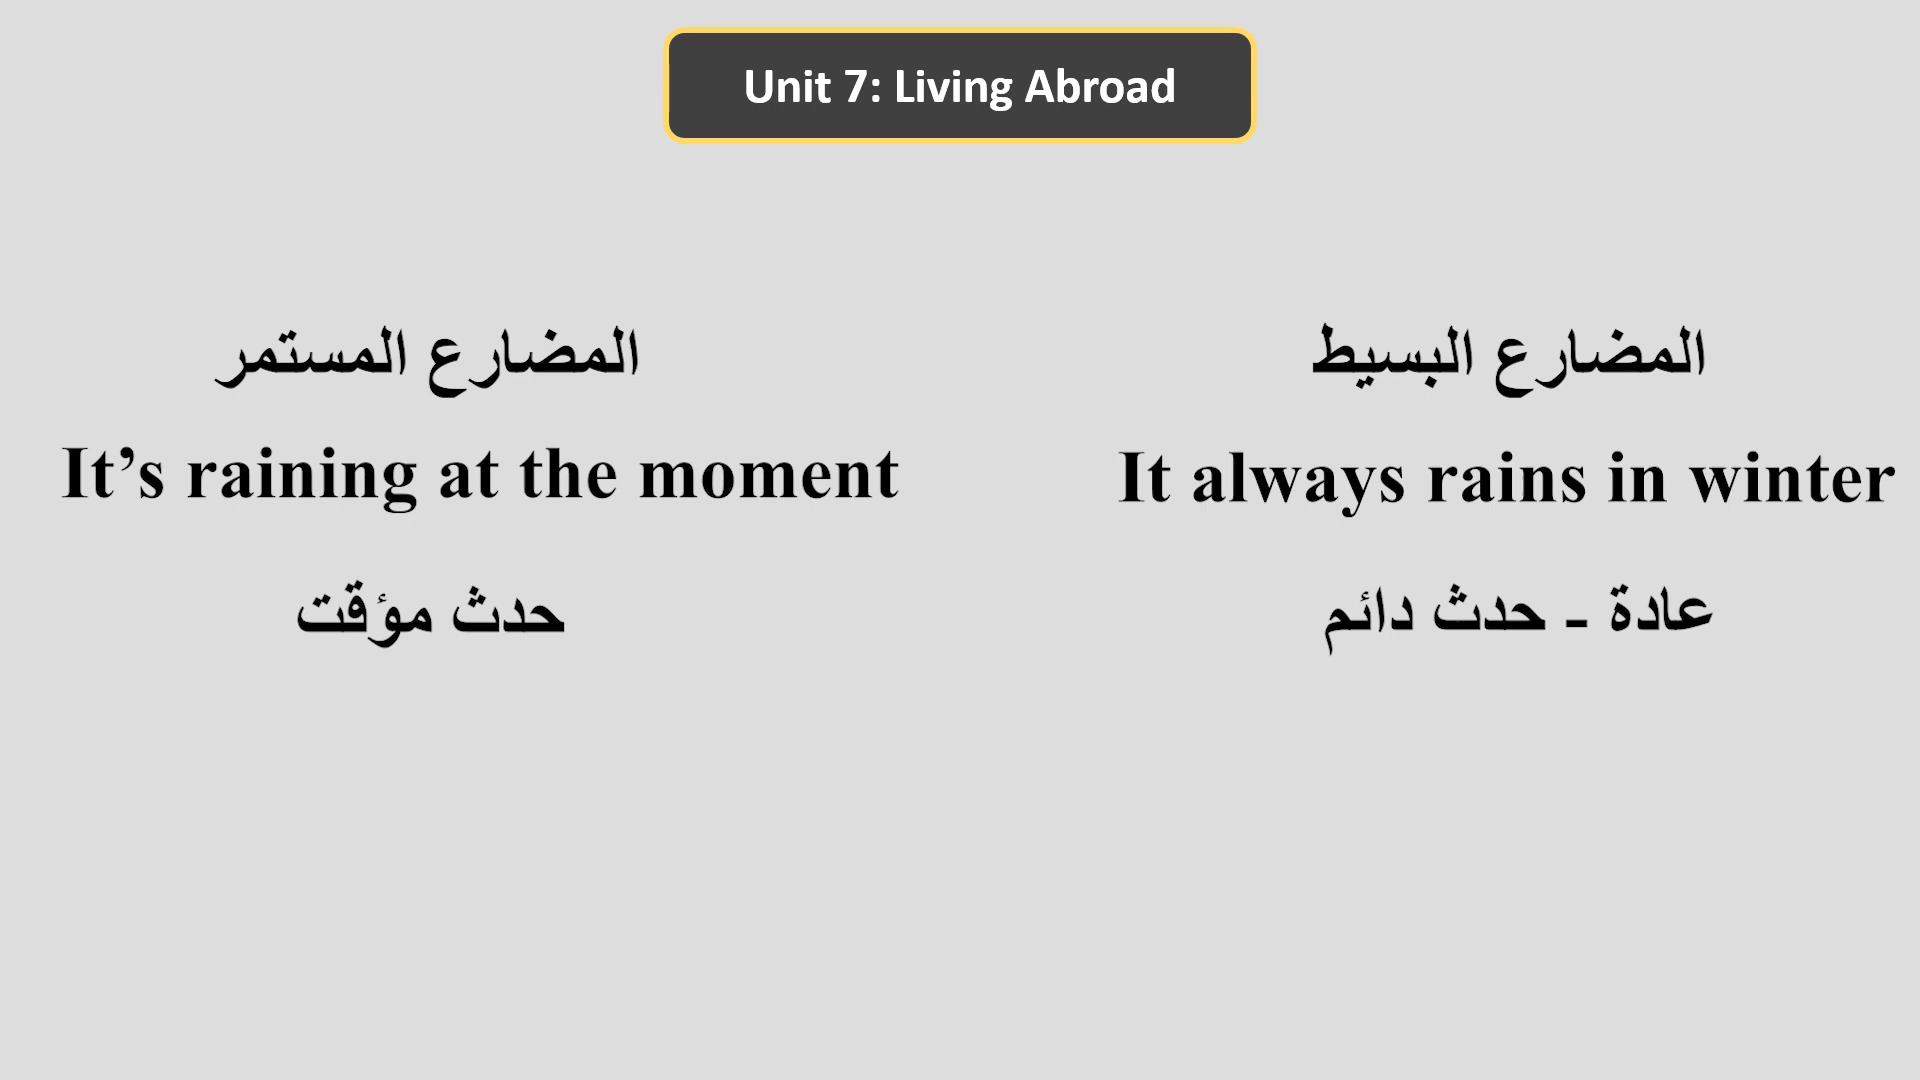 Unit 7: Living Abroad
المضارع البسيط
It always rains in winter
عادة - حدث دائم
المضارع المستمر
It’s raining at the moment
حدث مؤقت